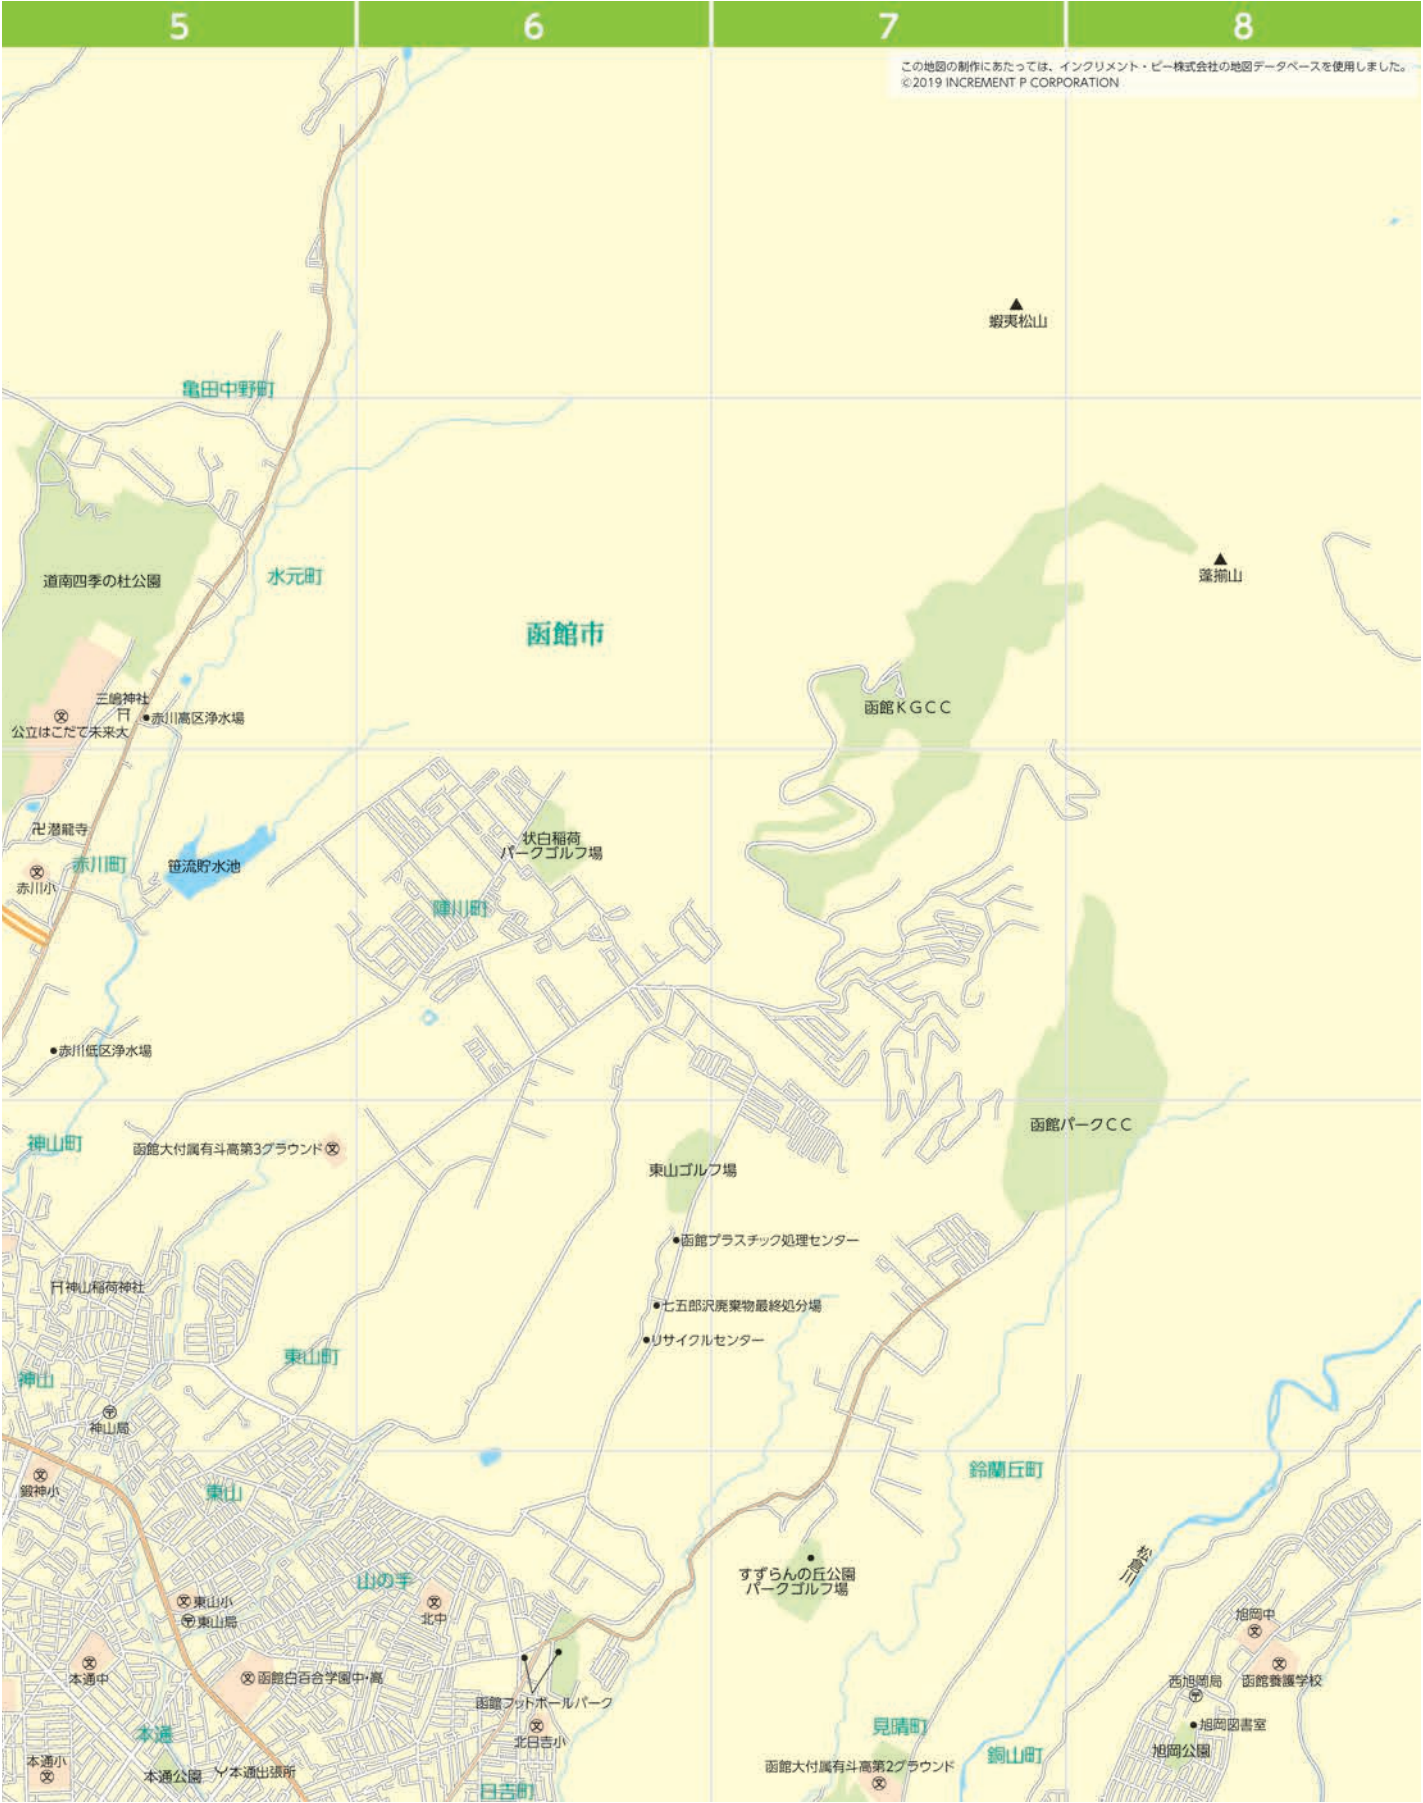 5
6
7
8
この地図の制作にあたっては、インクリメント・ピー株式会社の地図データベースを使用しました。
©2019 INCREMENT P CORPORATION
蝦夷松山
亀田中野町
道南四季の杜公園
水元町
函館市
蓬揃山
三嶋神社
赤川高区浄水場
公立はこだて未来大
函館KGCC
潜龍寺
赤川町
笹流貯水池
赤川小
状白稲荷
パークゴルフ場
陣川町
赤川低区浄水場
神山町
函館大付属有斗高第3グラウンド
函館パークCC
東山ゴルフ場
函館プラスチック処理センター
神山稲荷神社
七五郎沢廃棄物最終処分場
リサイクルセンター
東山町
神山
神山局
鍛神小
東山
鈴蘭丘町
松倉川
すずらんの丘公園
パークゴルフ場
山の手
東山小
東山局
北中
旭岡中
本通中
函館白百合学園中・高
函館養護学校
西旭岡局
函館フットボールパーク
旭岡図書室
本通
北日吉小
見晴町
銅山町
旭岡公園
本通小
本通公園
本通出張所
函館大付属有斗高第2グラウンド
日吉町